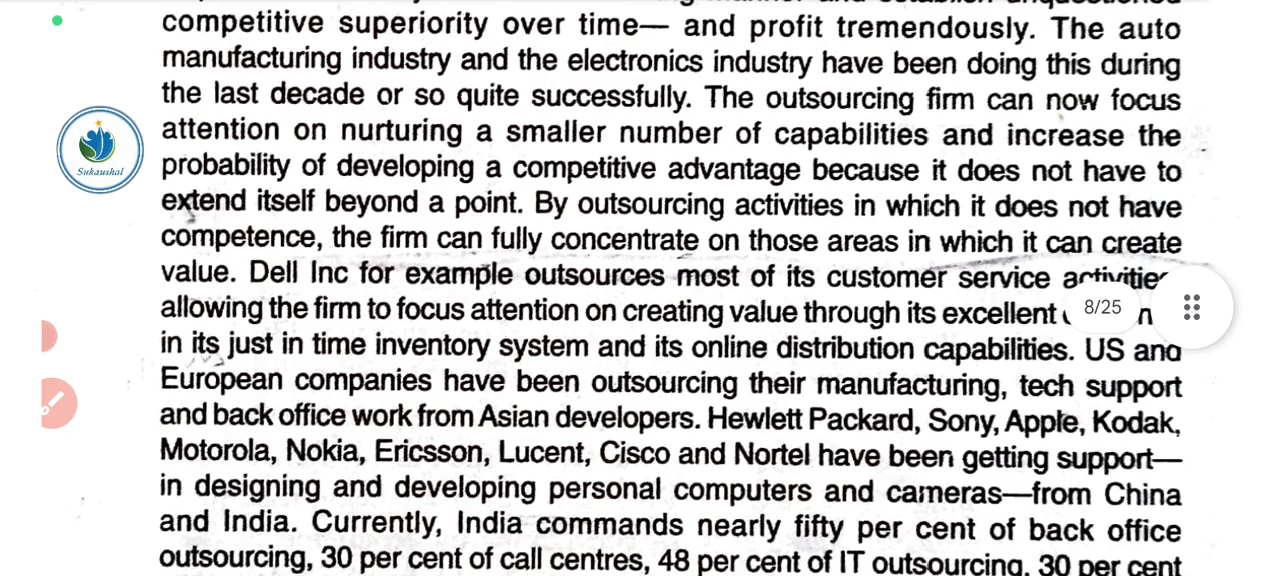 competitive superiority over time— and profit tremendously. The auto
manufacturing industry and the electronics industry have been doing this during
the last decade or so quite successfully. The outsourcing firm can now focus
attention on nurturing a smaller number of capabilities and increase the
Sukaushal
probability of developing a competitive advantage because it does not have to
extend itself beyond a point. By outsourcing activities in which it does not have
competence, the firm can fully concentrate on those areas in which it can create
value. Dell Inc for example outsources most of its customer service
allowing the firm to focus attention on creating value through its excellent
8/25
in its just in time inventory system and its online distribution capabilities. US and
European companies have been outsourcing their manufacturing, tech support
and back office work from Asian developers. Hewlett Packard, Sony, Apple, Kodak,
Motorola, Nokia, Ericsson, Lucent, Cisco and Nortel have been getting support—
in designing and developing personal computers and cameras—from China
and India. Currently, India commands nearly fifty per cent of back office
outsourcing, 30 per cent of call centres, 48 per cent of IT outsourcing, 30 per cent